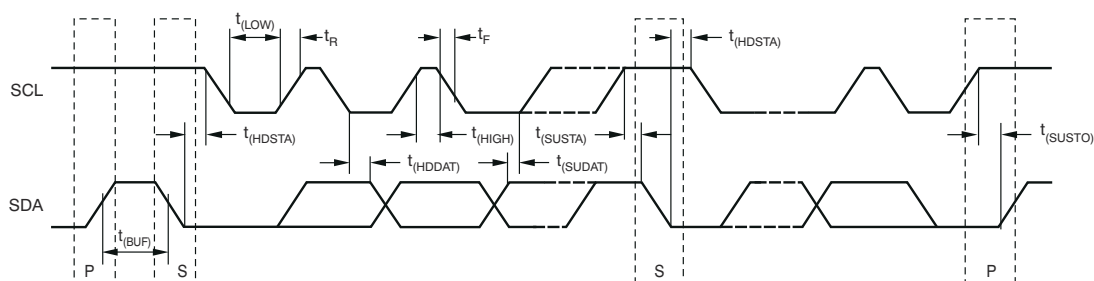 t(LOW) tR tF t(HDSTA)
SCL
t(HDSTA) t(HIGH) t(SUSTA) t(SUSTO)
t(HDDAT) t(SUDAT)
SDA
t(BUF)
P S S P